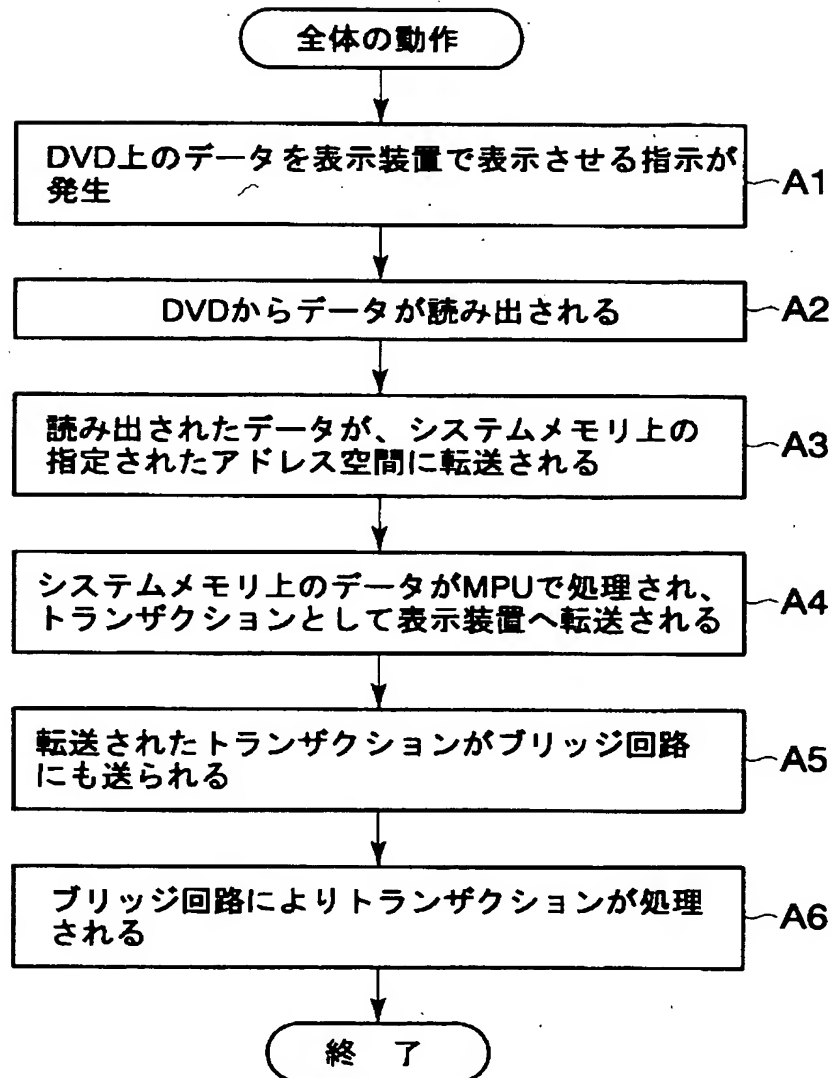 全体の動作
DVD上のデータを表示装置で表示させる指示が
発生
A1
DVDからデータが読み出される
A2
読み出されたデータが、システムメモリ上の
指定されたアドレス空間に転送される
A3
システムメモリ上のデータがMPUで処理され、
トランザクションとして表示装置へ転送される
A4
転送されたトランザクションがブリッジ回路
にも送られる
A5
ブリッジ回路によりトランザクションが処理
される
A6
終 了